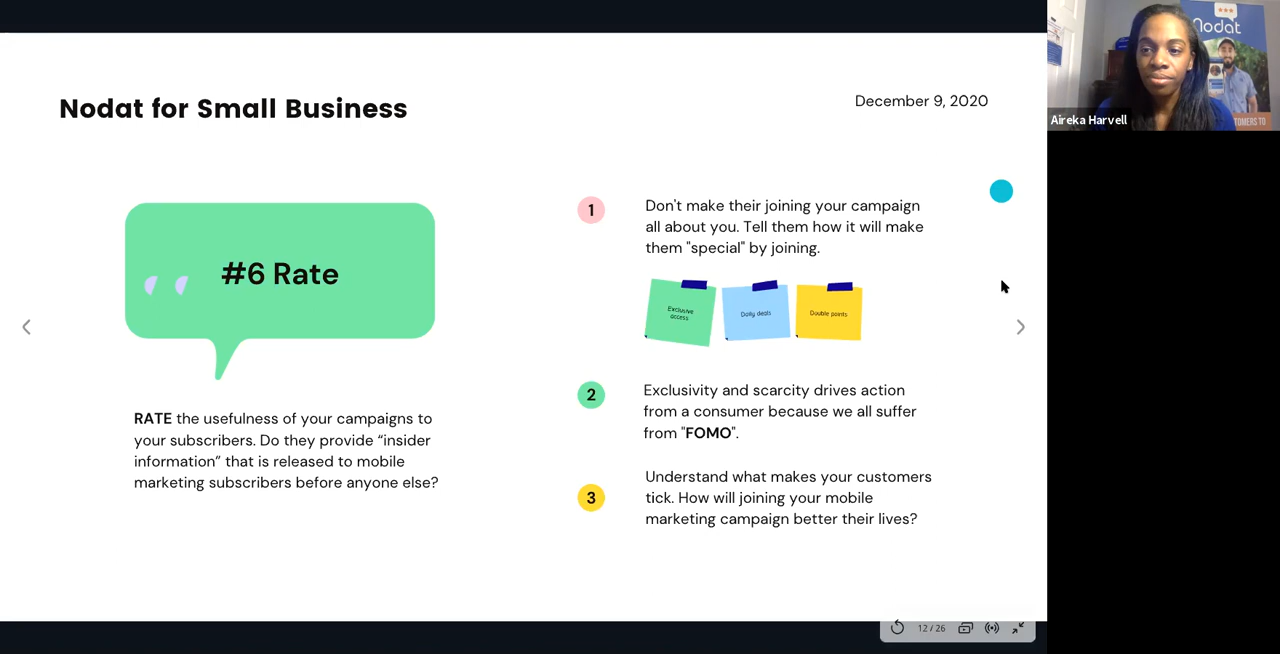 Nodat for Small Business
December 9, 2020
#6 Rate
RATE the usefulness of your campaigns to
your subscribers. Do they provide “insider
information” that is released to mobile
marketing subscribers before anyone else?
1
Don't make their joining your campaign
all about you. Tell them how it will make
them "special" by joining.
Exclusive
access
Daily deals
Double points
2
Exclusivity and scarcity drives action
from a consumer because we all suffer
from "FOMO".
3
Understand what makes your customers
tick. How will joining your mobile
marketing campaign better their lives?
12 / 26
Nodat
TOMERS TO
Aireka Harvell